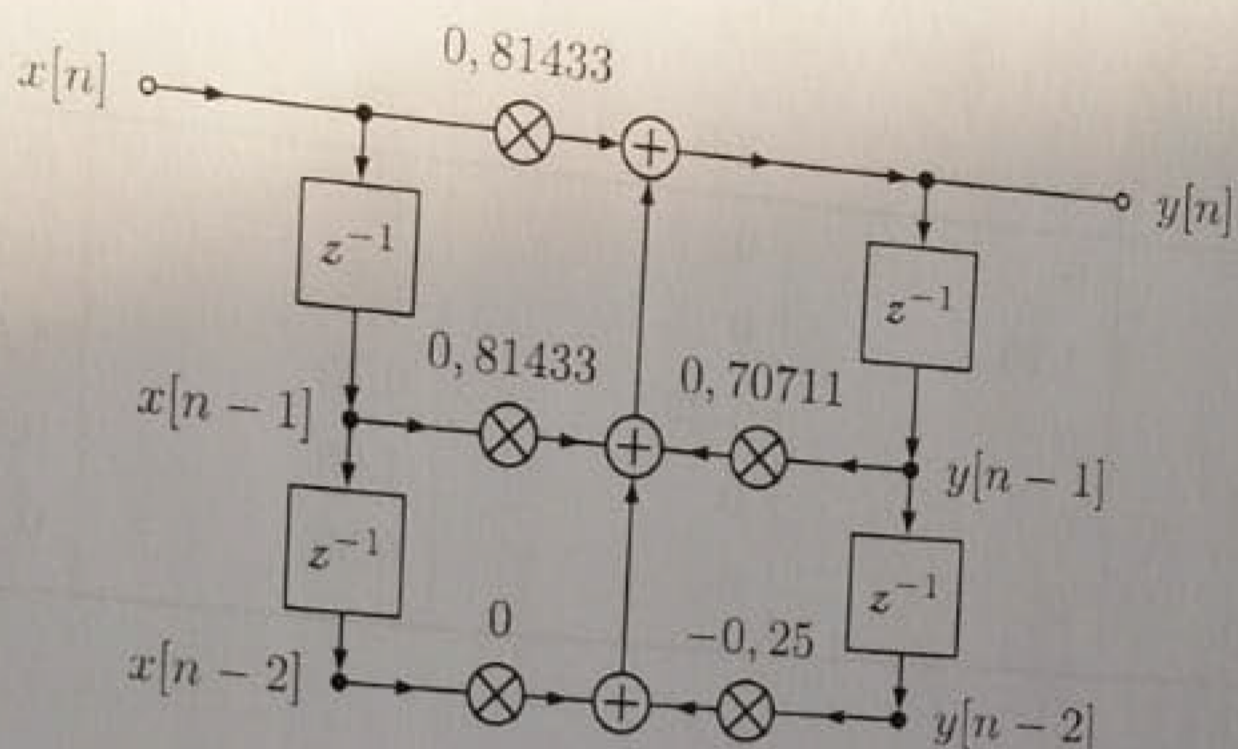 0, 81433
x[n]
y[n]
z⁻¹
z⁻¹
0, 81433
0, 70711
x[n − 1]
y[n − 1]
z⁻¹
z⁻¹
0
−0, 25
x[n − 2]
y[n − 2]